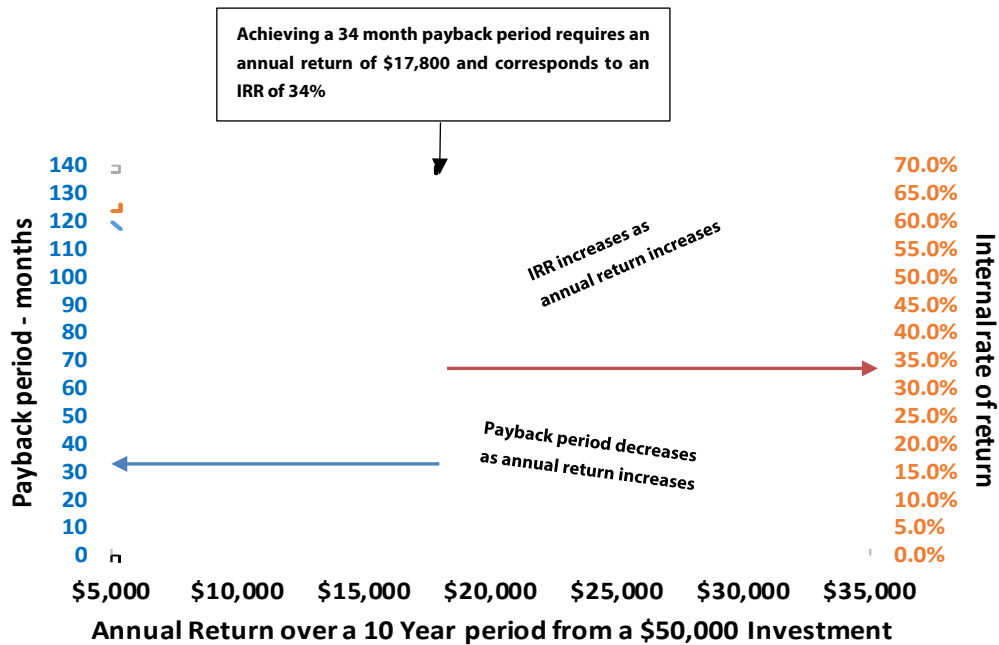 Achieving a 34 month payback period requires an
annual return of $17,800 and corresponds to an
IRR of 34%
140
130
120
110
100
90
80
70
60
50
40
30
20
10
0
Payback period - months
70.0%
65.0%
60.0%
55.0%
50.0%
45.0%
40.0%
35.0%
30.0%
25.0%
20.0%
15.0%
10.0%
5.0%
0.0%
Internal rate of
return
IRR increases as
annual return increases
Payback period decreases
as annual return increases
$5,000 $10,000 $15,000 $20,000 $25,000 $30,000 $35,000
Annual Return over a 10 Year period from a $50,000 Investment